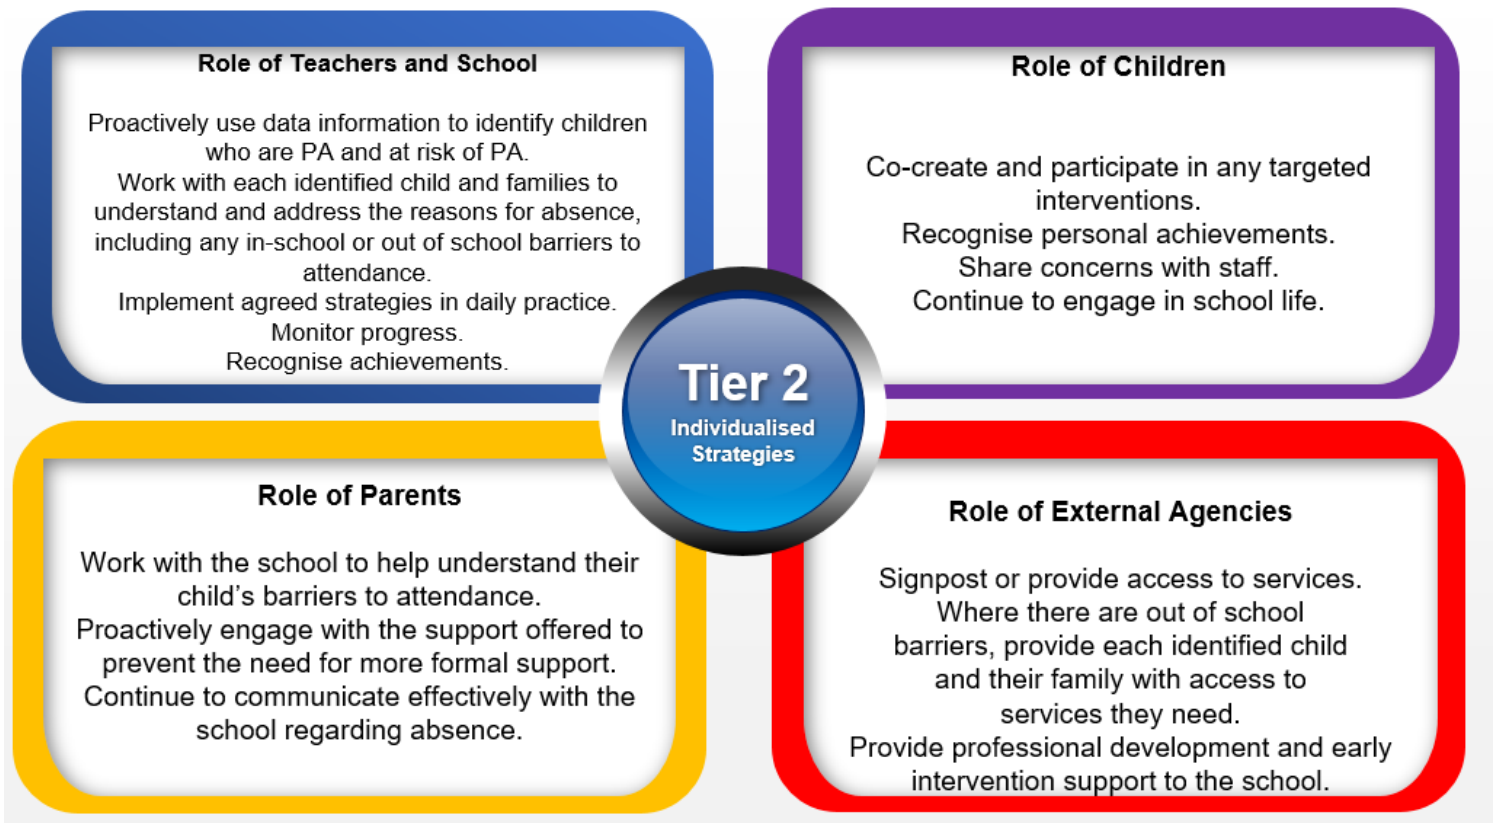 Role of Teachers and School
Proactively use data information to identify children
who are PA and at risk of PA.
Work with each identified child and families to
understand and address the reasons for absence,
including any in-school or out of school barriers to
attendance.
Implement agreed strategies in daily practice.
Monitor progress.
Recognise achievements.
Role of Children
Co-create and participate in any targeted
interventions.
Recognise personal achievements.
Share concerns with staff.
Continue to engage in school life.
Tier 2
Individualised
Strategies
Role of Parents
Work with the school to help understand their
child’s barriers to attendance.
Proactively engage with the support offered to
prevent the need for more formal support.
Continue to communicate effectively with the
school regarding absence.
Role of External Agencies
Signpost or provide access to services.
Where there are out of school
barriers, provide each identified child
and their family with access to
services they need.
Provide professional development and early
intervention support to the school.